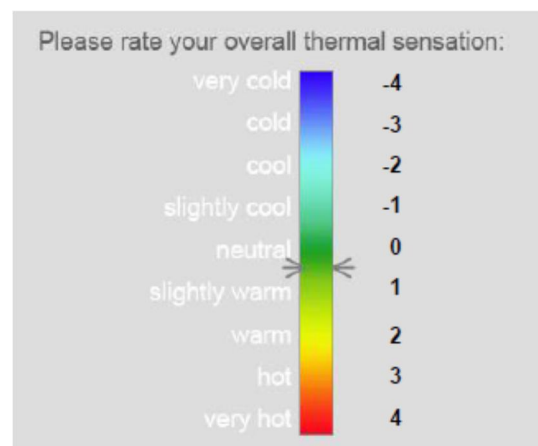 Please rate your overall thermal sensation:
very cold -4
cold -3
cool -2
slightly cool -1
neutral 0
slightly warm 1
warm 2
hot 3
very hot 4